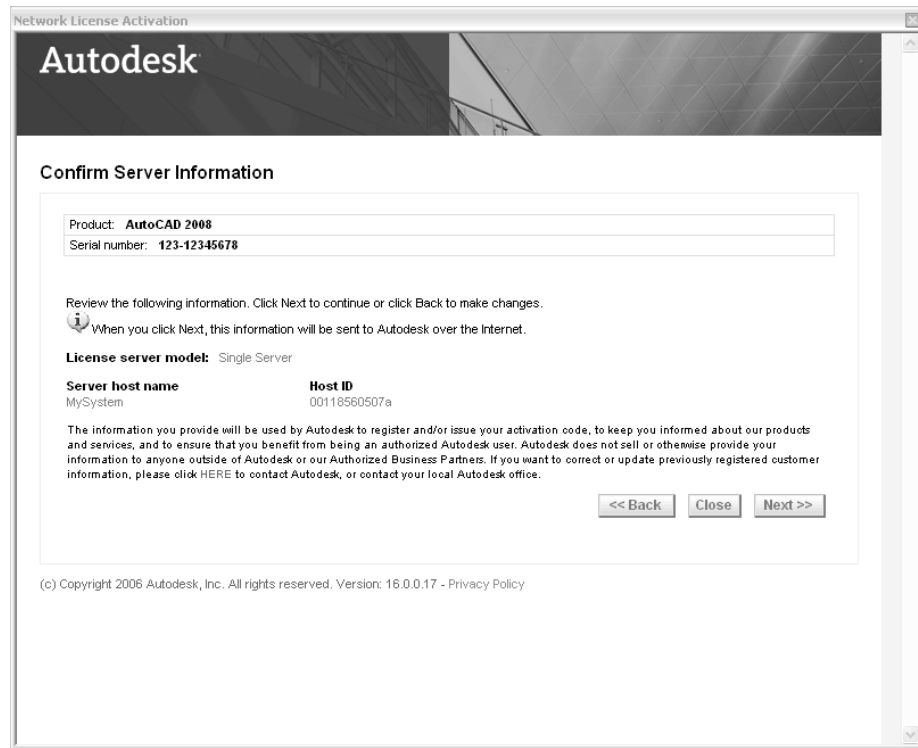 Network License Activation
Autodesk
Confirm Server Information
Product: AutoCAD 2008
Serial number: 123-12345678
Review the following information. Click Next to continue or click Back to make changes.
When you click Next, this information will be sent to Autodesk over the Internet.
License server model: Single Server
Server host name Host ID
MySystem 00118560507a
The information you provide will be used by Autodesk to register and/or issue your activation code, to keep you informed about our products
and services, and to ensure that you benefit from being an authorized Autodesk user. Autodesk does not sell or otherwise provide your
information to anyone outside of Autodesk or our Authorized Business Partners. If you want to correct or update previously registered customer
information, please click HERE to contact Autodesk, or contact your local Autodesk office.
<< Back Close Next >>
(c) Copyright 2006 Autodesk, Inc. All rights reserved. Version: 16.0.0.17 - Privacy Policy